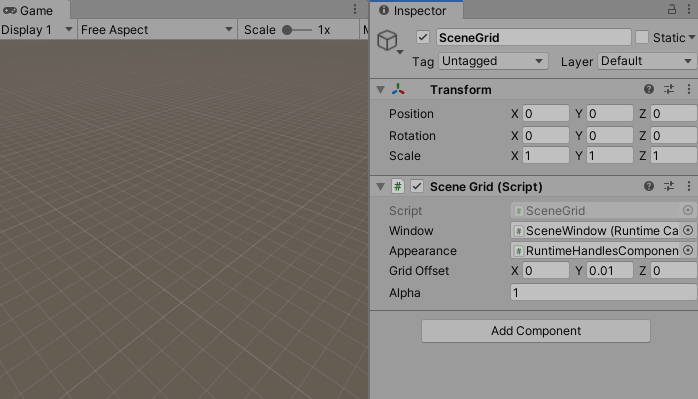 Game
Display 1
Free Aspect
Scale
1x
Inspector
SceneGrid
Static
Tag
Untagged
Layer
Default
Transform
Position
X 0 Y 0 Z 0
Rotation
X 0 Y 0 Z 0
Scale
X 1 Y 1 Z 1
# Scene Grid (Script)
Script
# SceneGrid
Window
# SceneWindow (Runtime Ca
Appearance
# RuntimeHandlesComponen
Grid Offset
X 0 Y 0.01 Z 0
Alpha
1
Add Component